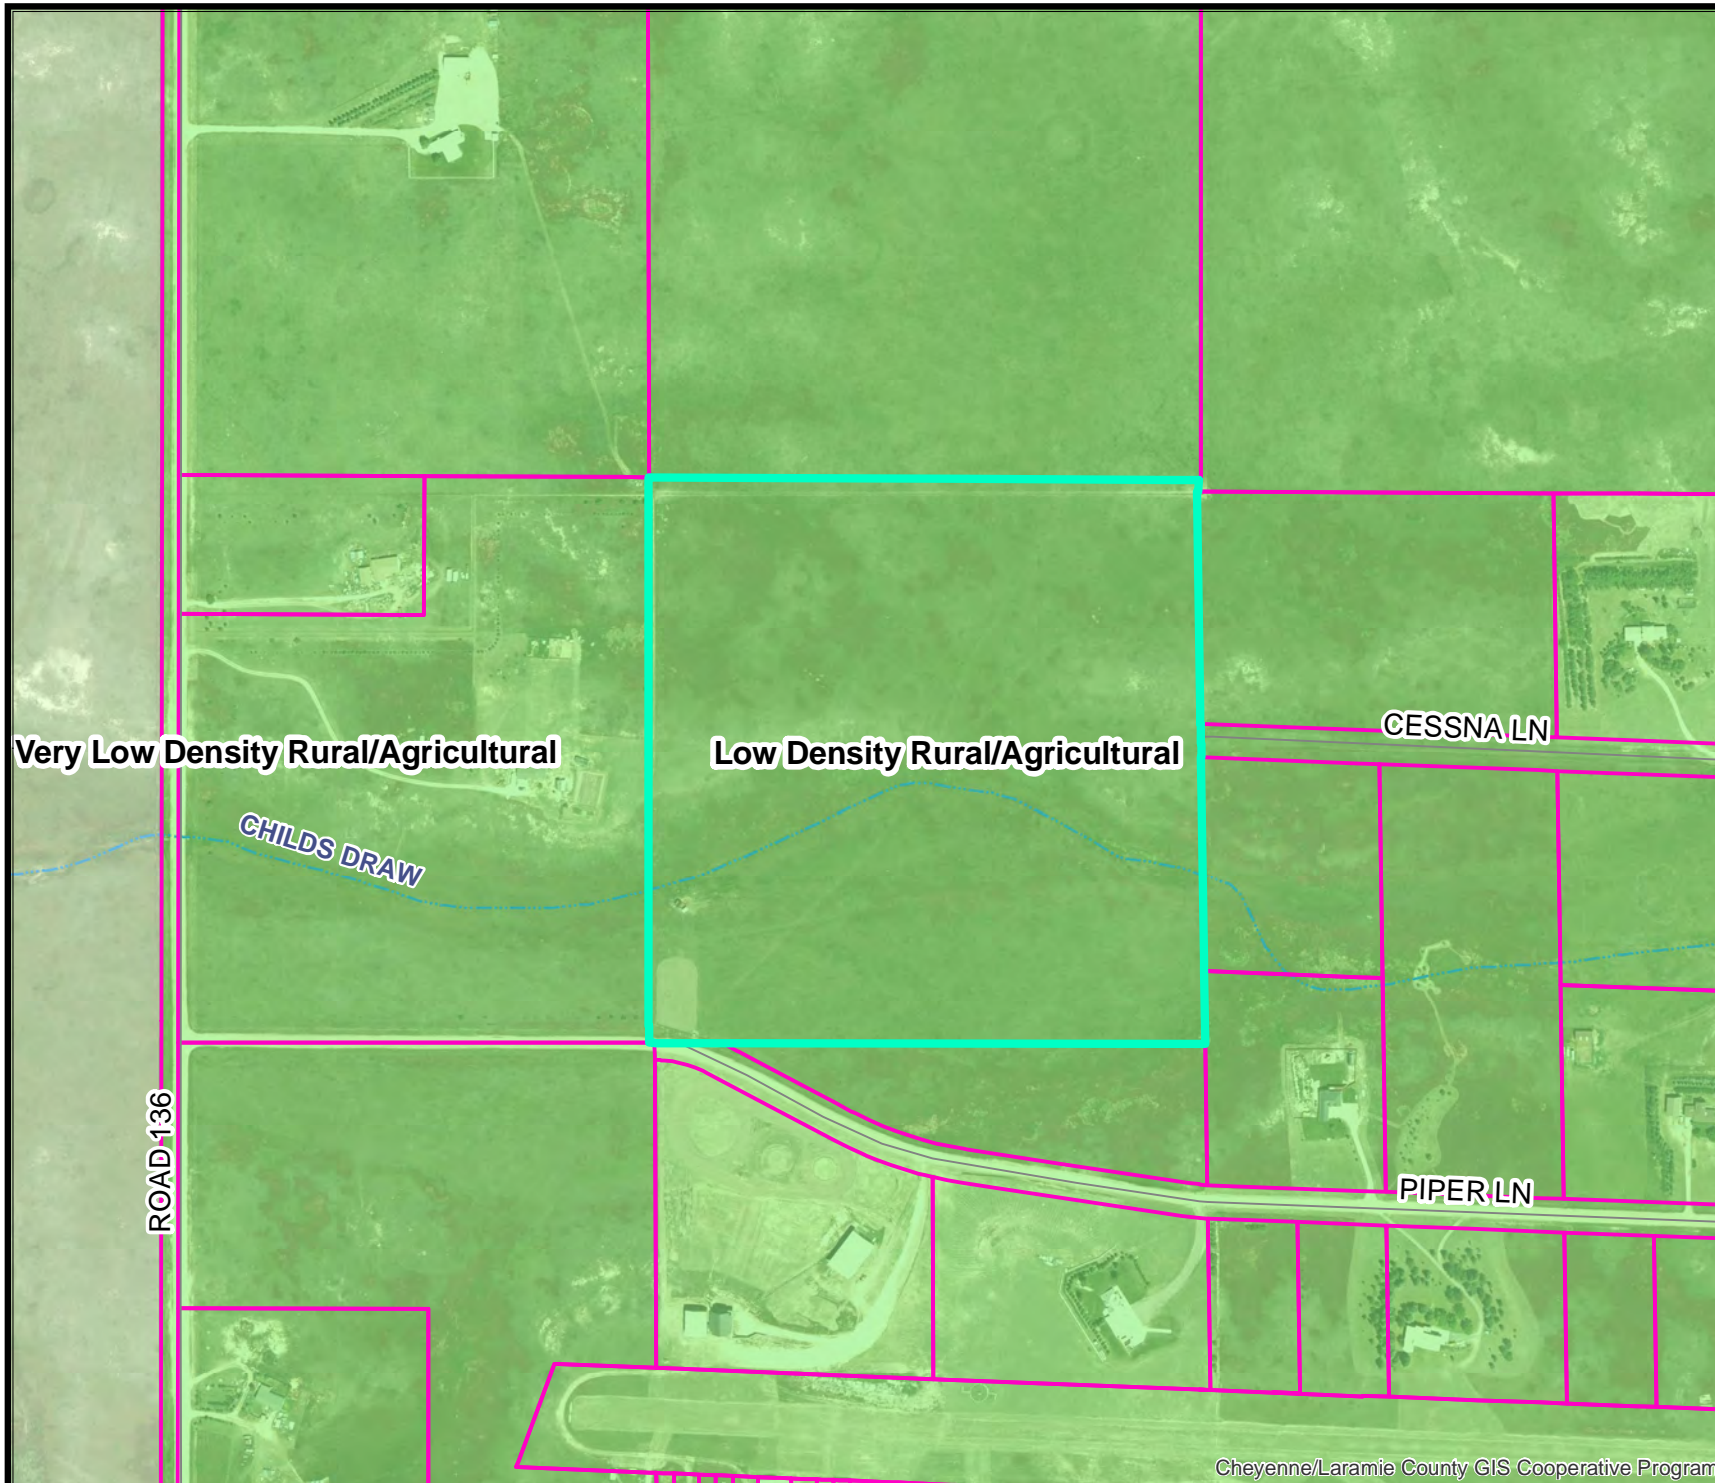 CESSNA LN
Very Low Density Rural/Agricultural
Low Density Rural/Agricultural
CHILDS DRAW
ROAD 136
PIPER LN
Cheyenne/Laramie County GIS Cooperative Program